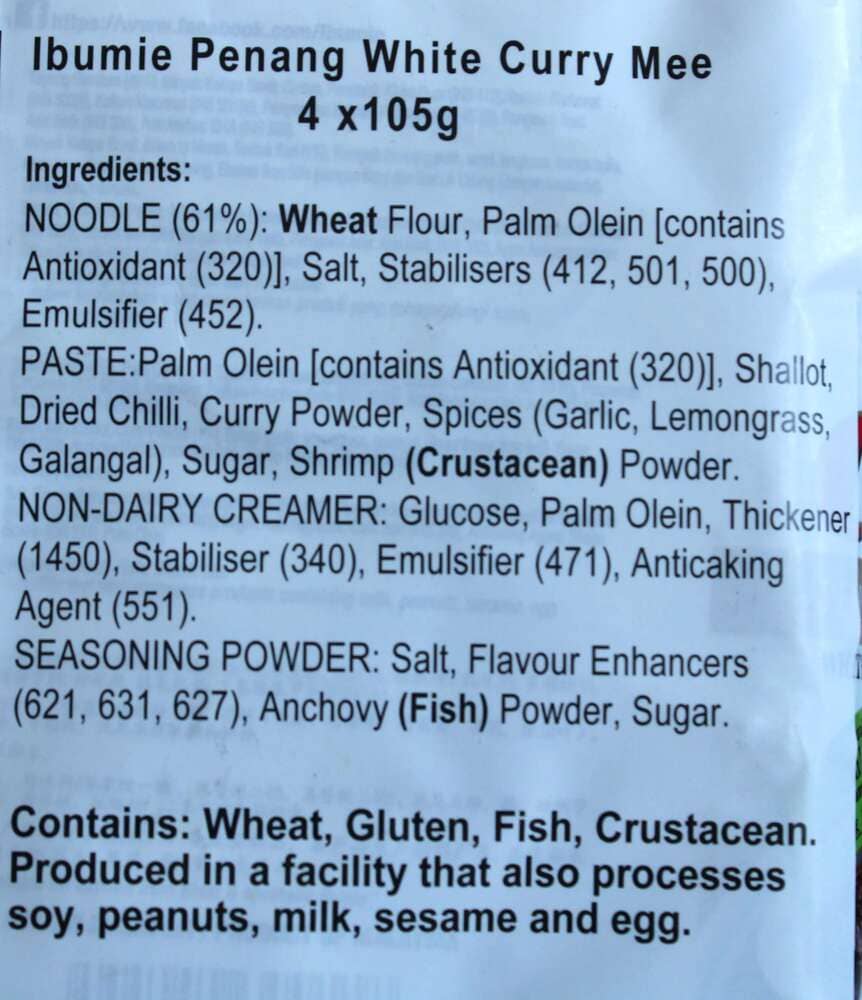 Ibumie Penang White Curry Mee
4 x105g
Ingredients:
NOODLE (61%): Wheat Flour, Palm Olein [contains
Antioxidant (320)], Salt, Stabilisers (412, 501, 500),
Emulsifier (452).
PASTE:Palm Olein [contains Antioxidant (320)], Shallot,
Dried Chilli, Curry Powder, Spices (Garlic, Lemongrass,
Galangal), Sugar, Shrimp (Crustacean) Powder.
NON-DAIRY CREAMER: Glucose, Palm Olein, Thickener
(1450), Stabiliser (340), Emulsifier (471), Anticaking
Agent (551).
SEASONING POWDER: Salt, Flavour Enhancers
(621, 631, 627), Anchovy (Fish) Powder, Sugar.
Contains: Wheat, Gluten, Fish, Crustacean.
Produced in a facility that also processes
soy, peanuts, milk, sesame and egg.